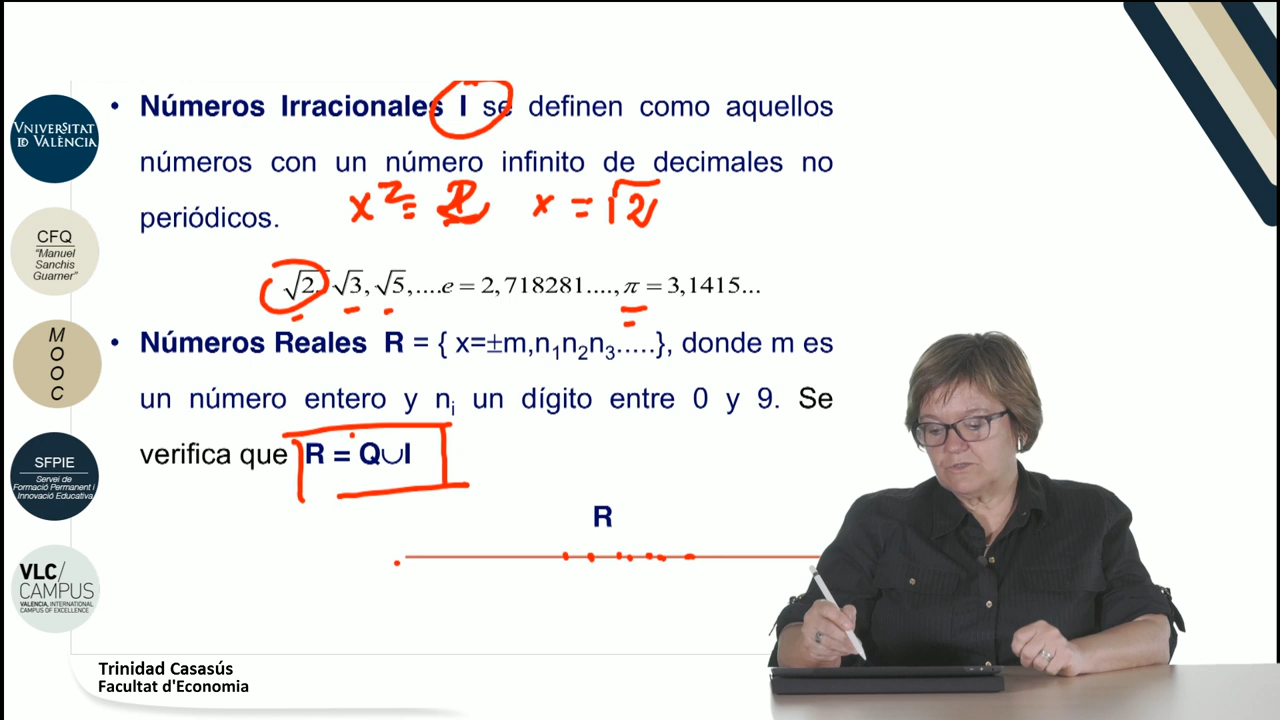 • Números Irracionales I se definen como aquellos
números con un número infinito de decimales no
periódicos.
x² = 2 x = √2
√2, √3, √5,....e = 2,718281...., π = 3,1415...
• Números Reales R = { x=±m,n₁n₂n₃.....}, donde m es
un número entero y nᵢ un dígito entre 0 y 9. Se
verifica que R = Q∪I
R
VNIVERSITAT
ID VALÈNCIA
CFQ
"Manuel
Sanchis
Guarner"
M
O
O
C
SFPIE
Servei de
Formació Permanent i
Innovació Educativa
VLC/
CAMPUS
VALENCIA, INTERNATIONAL
CAMPUS OF EXCELLENCE
Trinidad Casasús
Facultat d'Economia